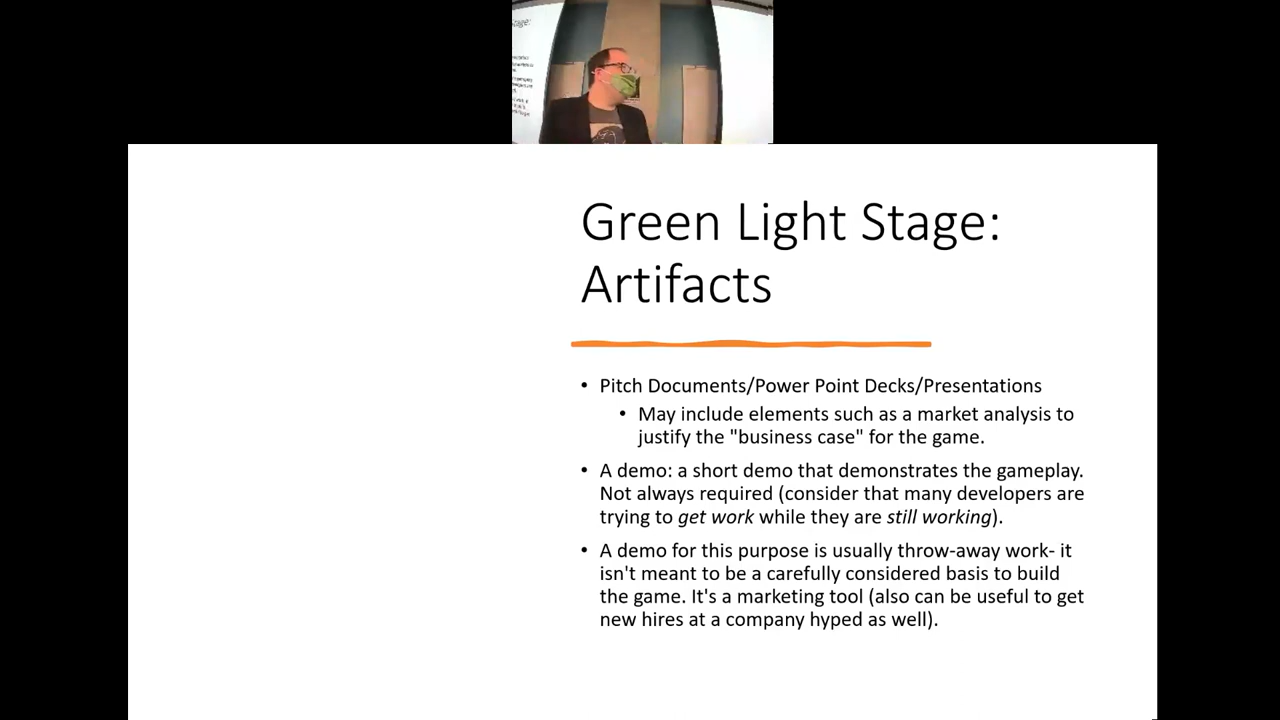 Green Light Stage:
Artifacts
• Pitch Documents/Power Point Decks/Presentations
• May include elements such as a market analysis to
justify the "business case" for the game.
• A demo: a short demo that demonstrates the gameplay.
Not always required (consider that many developers are
trying to get work while they are still working).
• A demo for this purpose is usually throw-away work- it
isn't meant to be a carefully considered basis to build
the game. It's a marketing tool (also can be useful to get
new hires at a company hyped as well).